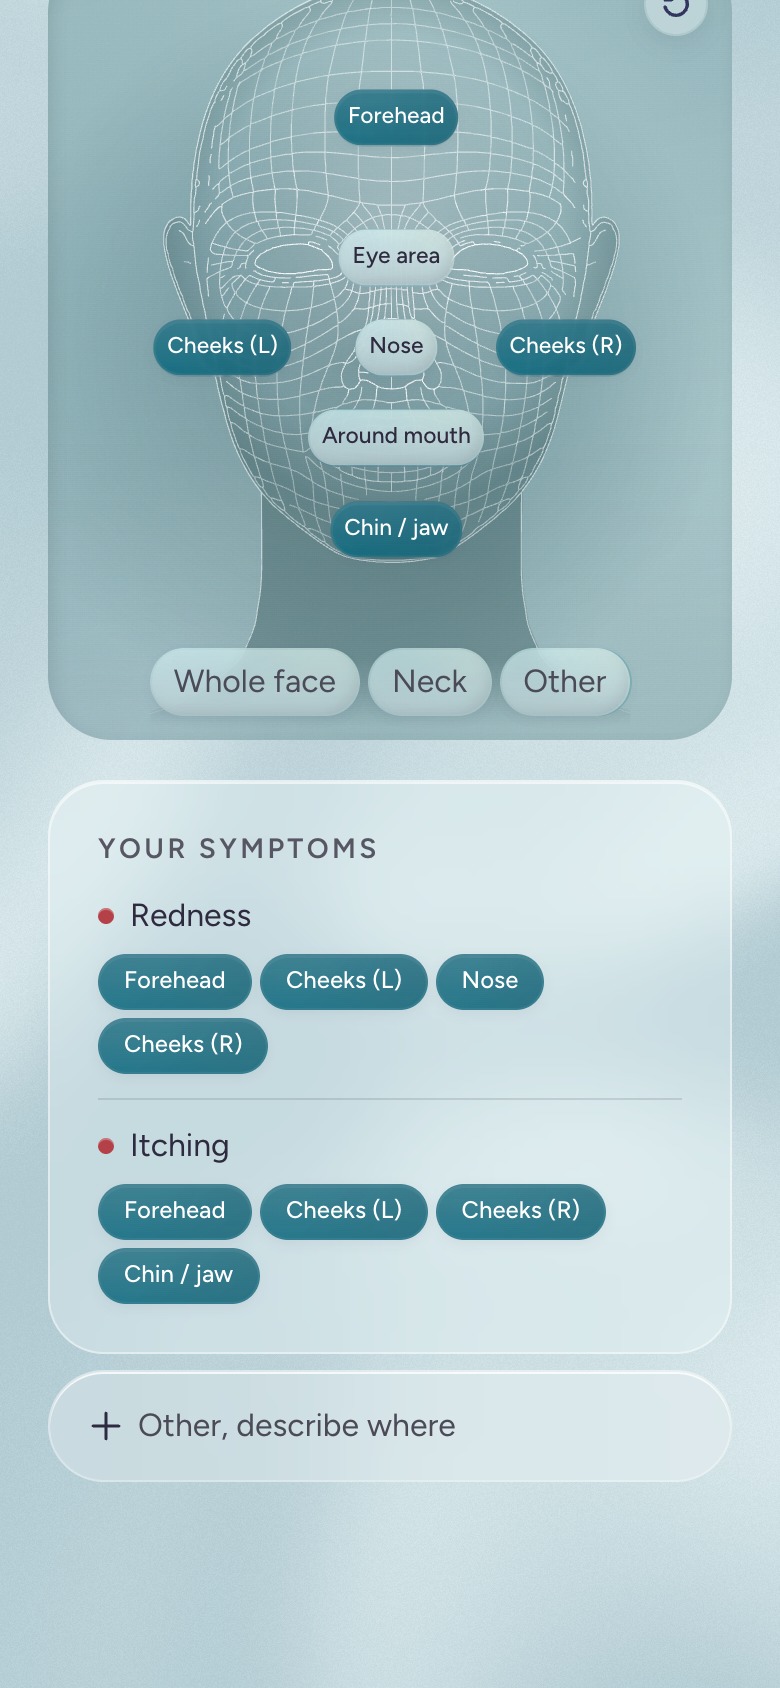 Forehead
Eye area
Cheeks (L)
Nose
Cheeks (R)
Around mouth
Chin / jaw
Whole face
Neck
Other
YOUR SYMPTOMS
Redness
Forehead
Cheeks (L)
Nose
Cheeks (R)
Itching
Forehead
Cheeks (L)
Cheeks (R)
Chin / jaw
Other, describe where